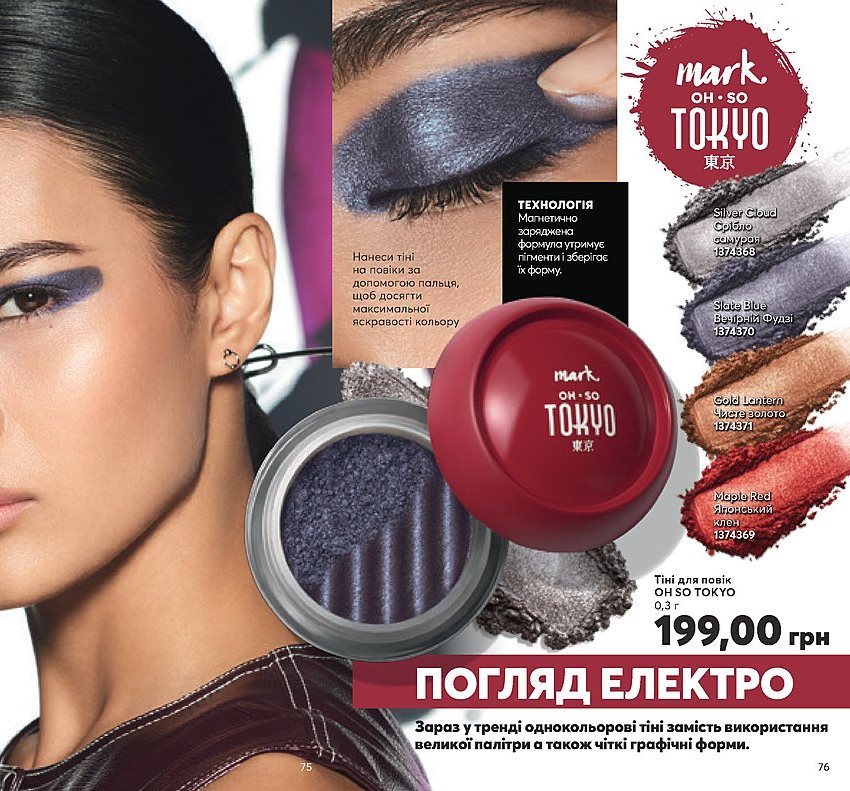 mark.
OH·SO
TOKYO
東京
ТЕХНОЛОГІЯ
Магнетично
заряджена
формула утримує
пігменти і зберігає
їх форму.
Нанеси тіні
на повіки за
допомогою пальця,
щоб досягти
максимальної
яскравості кольору
Silver Cloud
Срібло
самурая
1374368
Slate Blue
Вечірній Фудзі
1374370
Gold Lantern
Чисте золото
1374371
Maple Red
Японський
клен
1374369
mark.
OH·SO
TOKYO
東京
Тіні для повік
OH SO TOKYO
0,3 г
199,00 грн
ПОГЛЯД ЕЛЕКТРО
Зараз у тренді однокольорові тіні замість використання
великої палітри а також чіткі графічні форми.
75
76